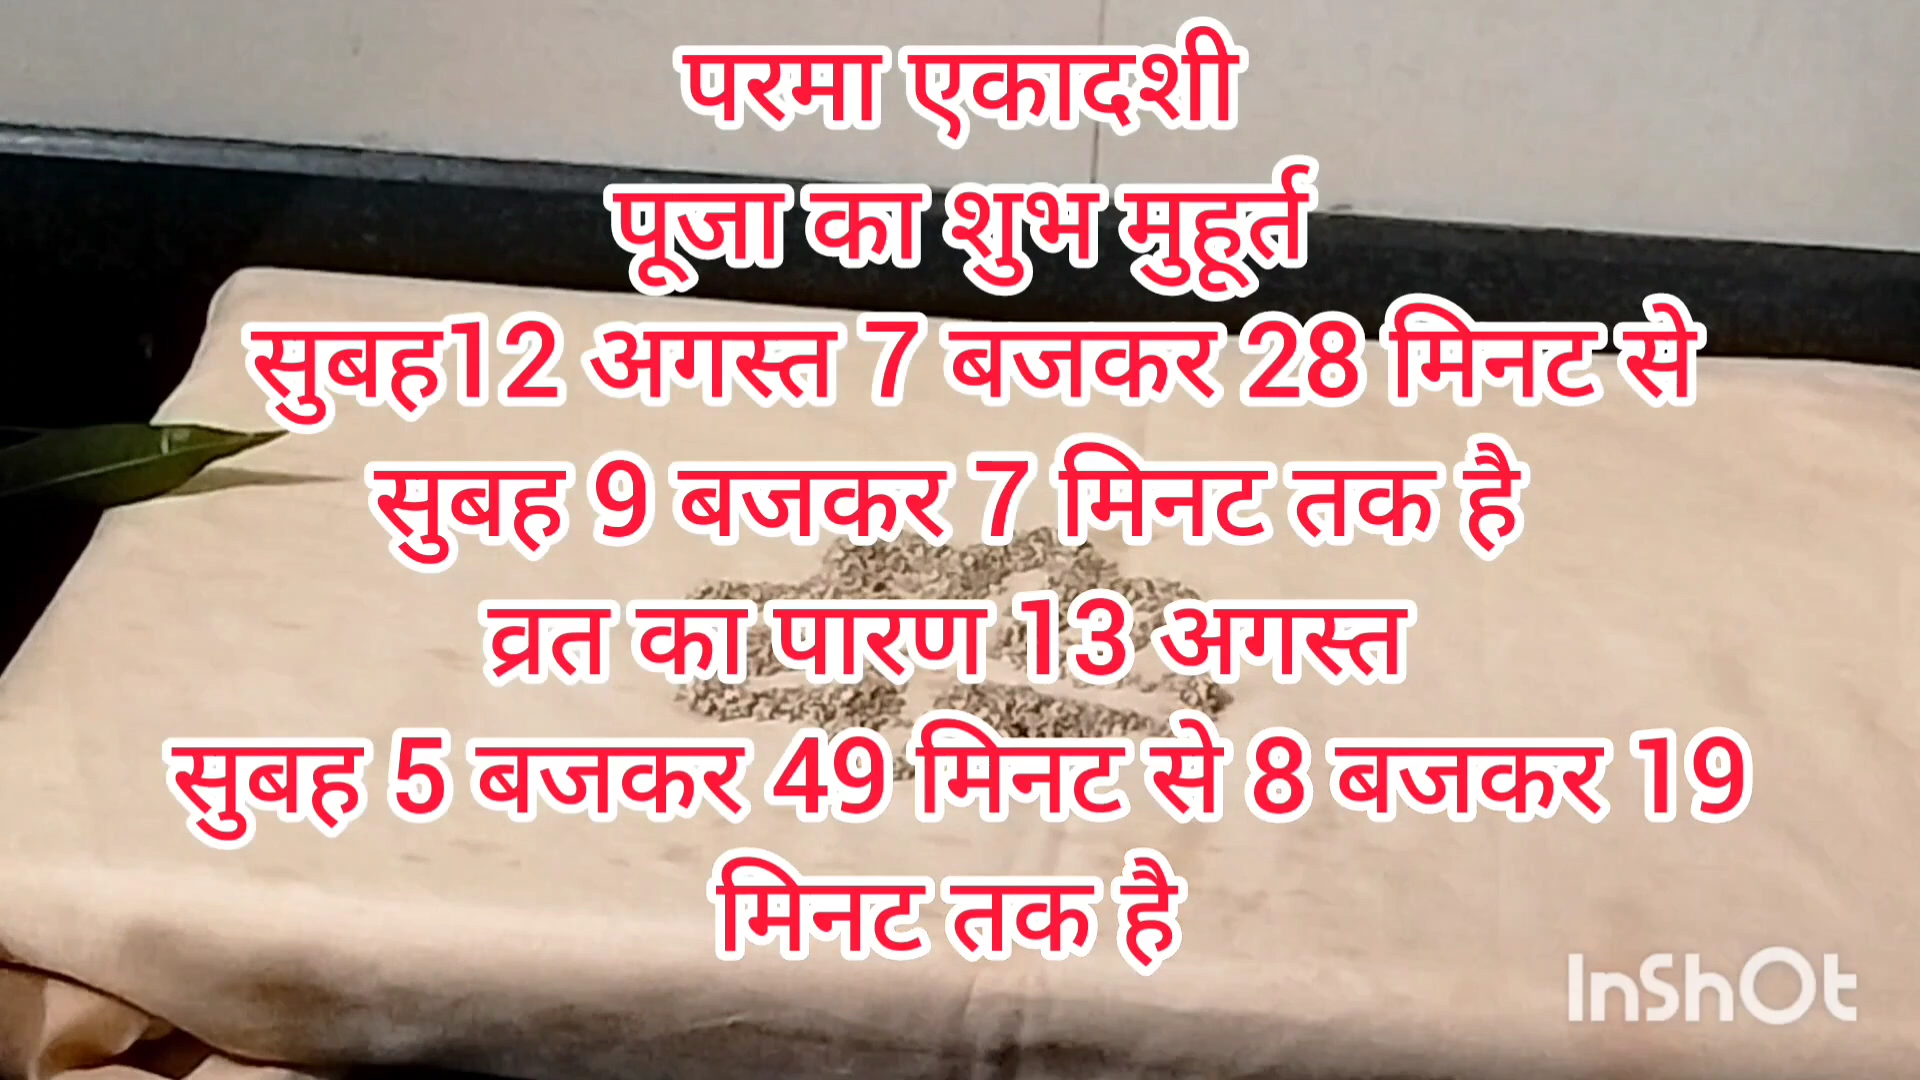 परमा एकादशी
पूजा का शुभ मुहूर्त
सुबह12 अगस्त 7 बजकर 28 मिनट से
सुबह 9 बजकर 7 मिनट तक है
व्रत का पारण 13 अगस्त
सुबह 5 बजकर 49 मिनट से 8 बजकर 19
मिनट तक है
InShOt